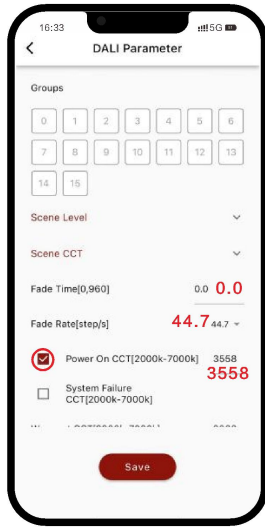 16:33 5G
DALI Parameter
Groups
0 1 2 3 4 5 6
7 8 9 10 11 12 13
14 15
Scene Level
Scene CCT
Fade Time[0,960] 0.0 0.0
Fade Rate[step/s] 44.7 44.7
Power On CCT[2000k-7000k] 3558
3558
System Failure
CCT[2000k-7000k]
Save